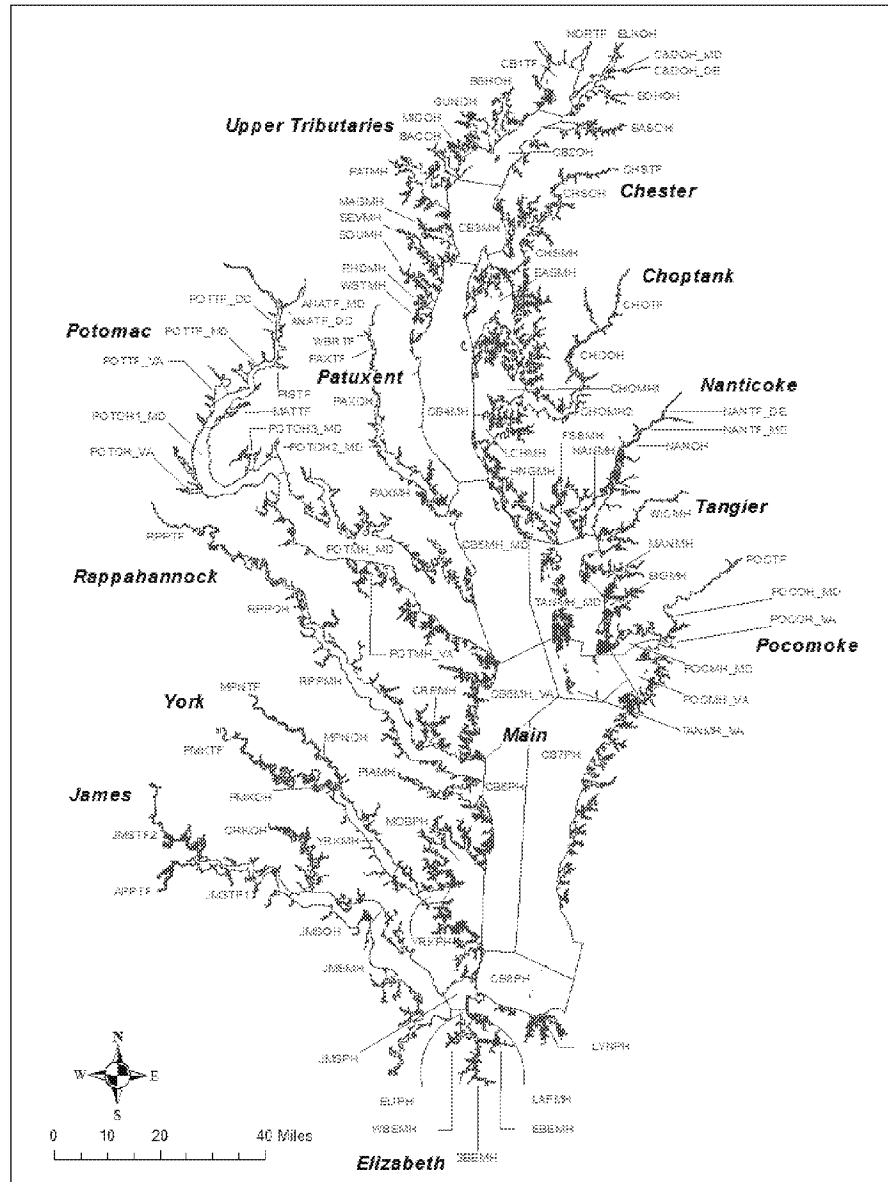 NORTF ELKOH
CB1TF
C&DOH_MD
C&DOH_DE
BSHOH
GUNOH
BOHOH
MIDOH
Upper Tributaries
BACOH
SASOH
CB2OH
PATMH
CHSTF
CHSOH
Chester
MAGMH
SEVMH
SOUMH
CB3MH
CHSMH
EASMH
RHDMH
WSTMH
Choptank
POTTF_DC
ANATF_MD
ANATF_DC
CHOTF
Potomac
POTTF_MD
WBRTF
PAXTF
CHOOH
POTTF_VA
PISTF
Patuxent
CHOMH1
Nanticoke
MATTF
PAXOH
CB4MH
CHOMH2
NANTF_DE
POTOH1_MD
POTOH3_MD
NANTF_MD
POTOH2_MD
FSBMH
NANMH
NANOH
POTOH_VA
LCHMH
HNGMH
PAXMH
WICMH
Tangier
RPPTF
POTMH_MD
CB5MH_MD
MANMH
POCTF
BIGMH
Rappahannock
TANMH_MD
POCOH_MD
RPPOH
POCOH_VA
POTMH_VA
Pocomoke
POCMH_MD
RPPMH
CRRMH
CB5MH_VA
POCMH_VA
York
MPNTF
TANMH_VA
Main
PMKTF
MPNOH
CB7PH
PIAMH
CB6PH
James
PMKOH
MOBPH
JMSTF2
CHKOH
YRKMH
APPTF
JMSTF1
JMSOH
YRKPH
JMSMH
CB8PH
LYNPH
JMSPH
N
W E
S
ELIPH
LAFMH
WBEMH
EBEMH
0 10 20 40 Miles
SBEMH
Elizabeth